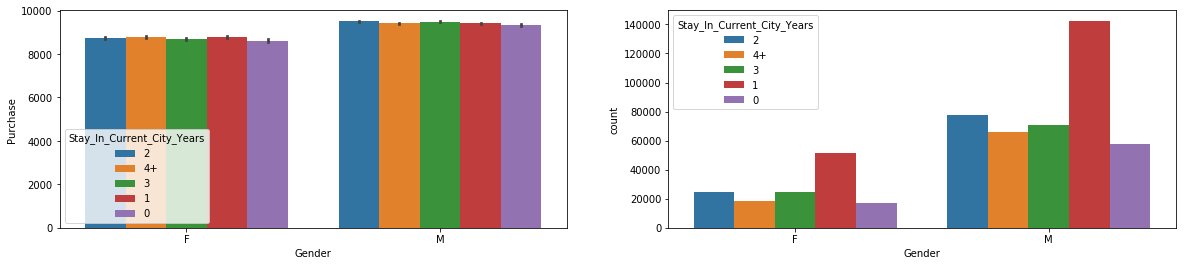 10000
8000
6000
4000
2000
0
Purchase
Stay_In_Current_City_Years
2
4+
3
1
0
F
M
Gender
140000
120000
100000
80000
60000
40000
20000
0
count
Stay_In_Current_City_Years
2
4+
3
1
0
F
M
Gender